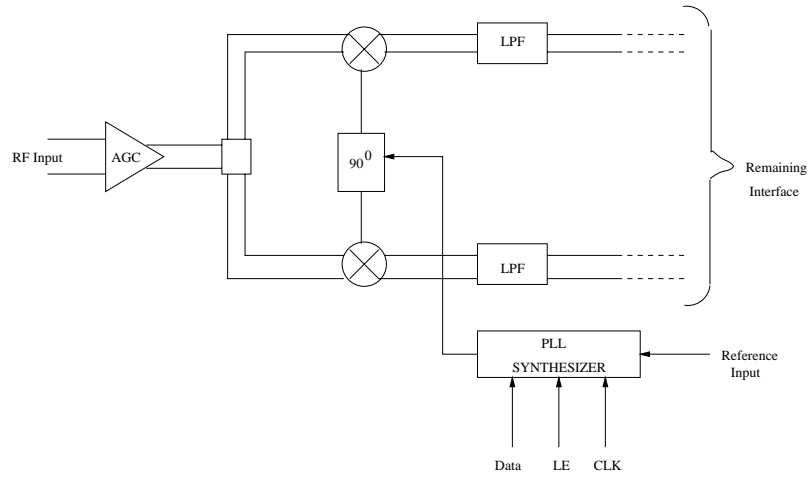 LPF
RF Input
AGC
90⁰
Remaining
Interface
LPF
PLL
SYNTHESIZER
Reference
Input
Data LE CLK